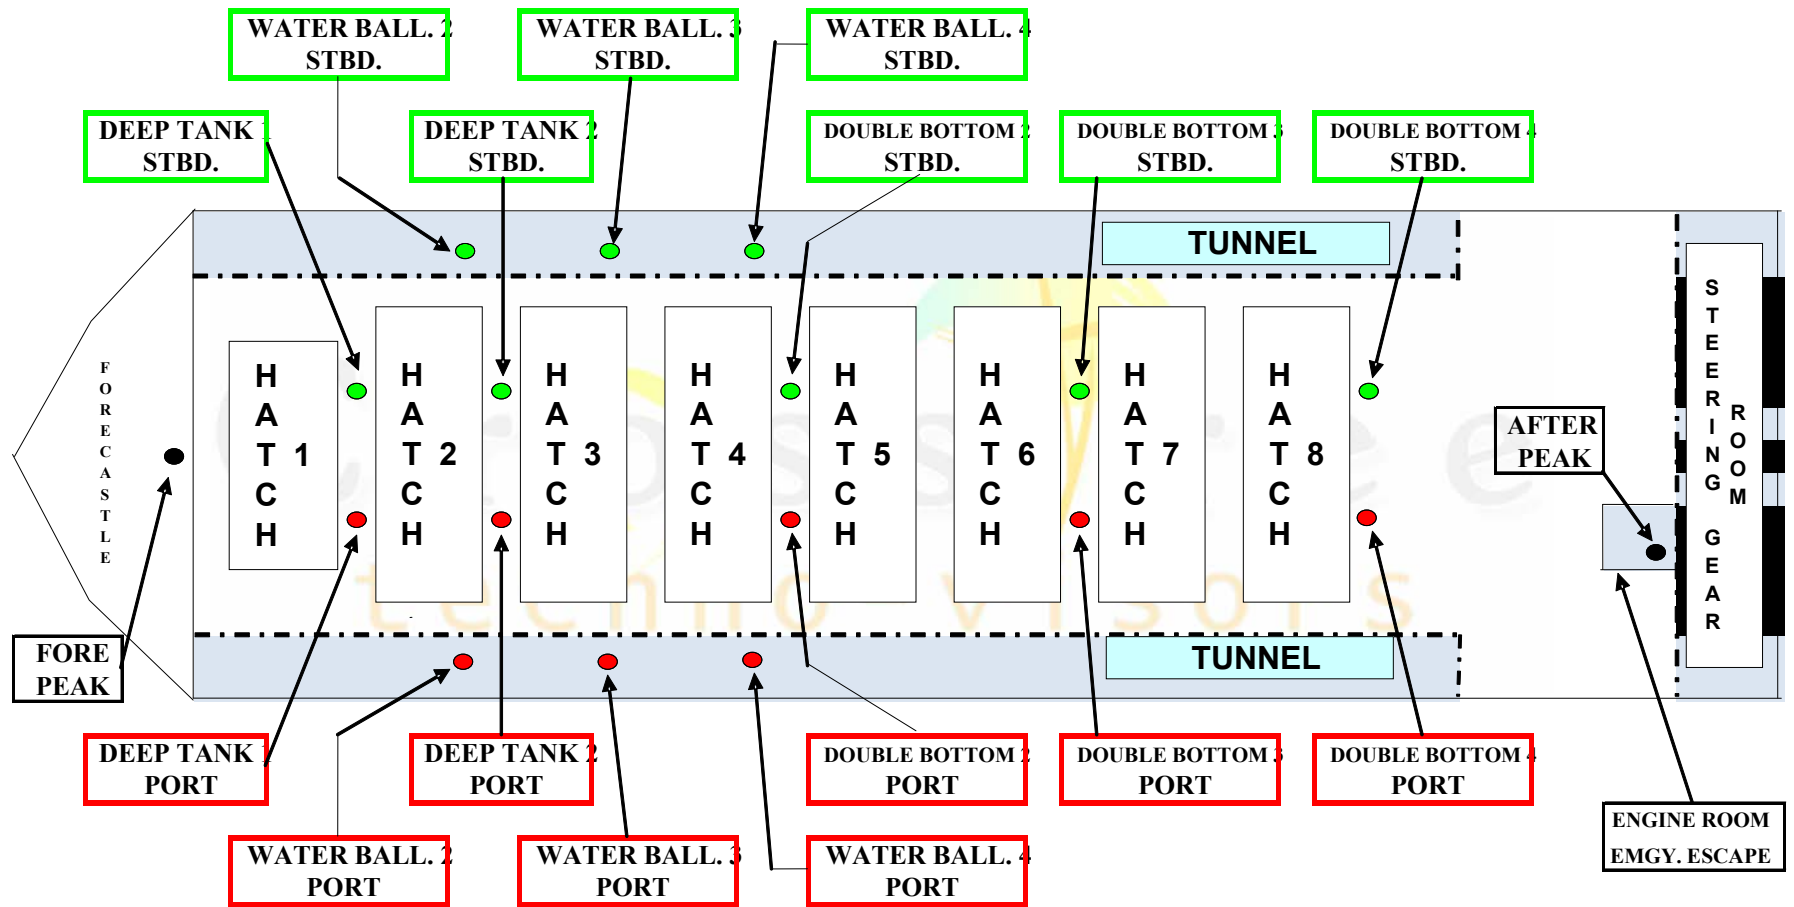 WATER BALL. 2
STBD.
WATER BALL. 3
STBD.
WATER BALL. 4
STBD.
DEEP TANK 1
STBD.
DEEP TANK 2
STBD.
DOUBLE BOTTOM 2
STBD.
DOUBLE BOTTOM 3
STBD.
DOUBLE BOTTOM 4
STBD.
TUNNEL
FORECASTLE
HATCH 1
HATCH 2
HATCH 3
HATCH 4
HATCH 5
HATCH 6
HATCH 7
HATCH 8
AFTER
PEAK
STEERING GEAR
ROOM
FORE
PEAK
TUNNEL
DEEP TANK 1
PORT
DEEP TANK 2
PORT
DOUBLE BOTTOM 2
PORT
DOUBLE BOTTOM 3
PORT
DOUBLE BOTTOM 4
PORT
WATER BALL. 2
PORT
WATER BALL. 3
PORT
WATER BALL. 4
PORT
ENGINE ROOM
EMGY. ESCAPE